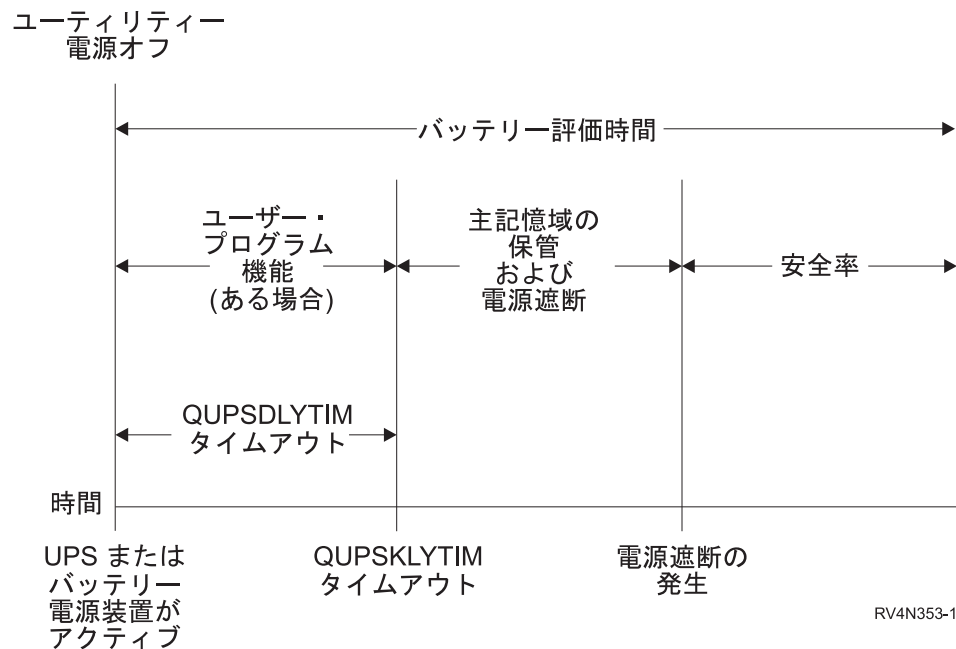 ユーティリティー
電源オフ
バッテリー評価時間
ユーザー・
プログラム
機能
(ある場合)
主記憶域の
保管
および
電源遮断
安全率
QUPSDLYTIM
タイムアウト
時間
UPS または
バッテリー
電源装置が
アクティブ
QUPSKLYTIM
タイムアウト
電源遮断の
発生
RV4N353-1